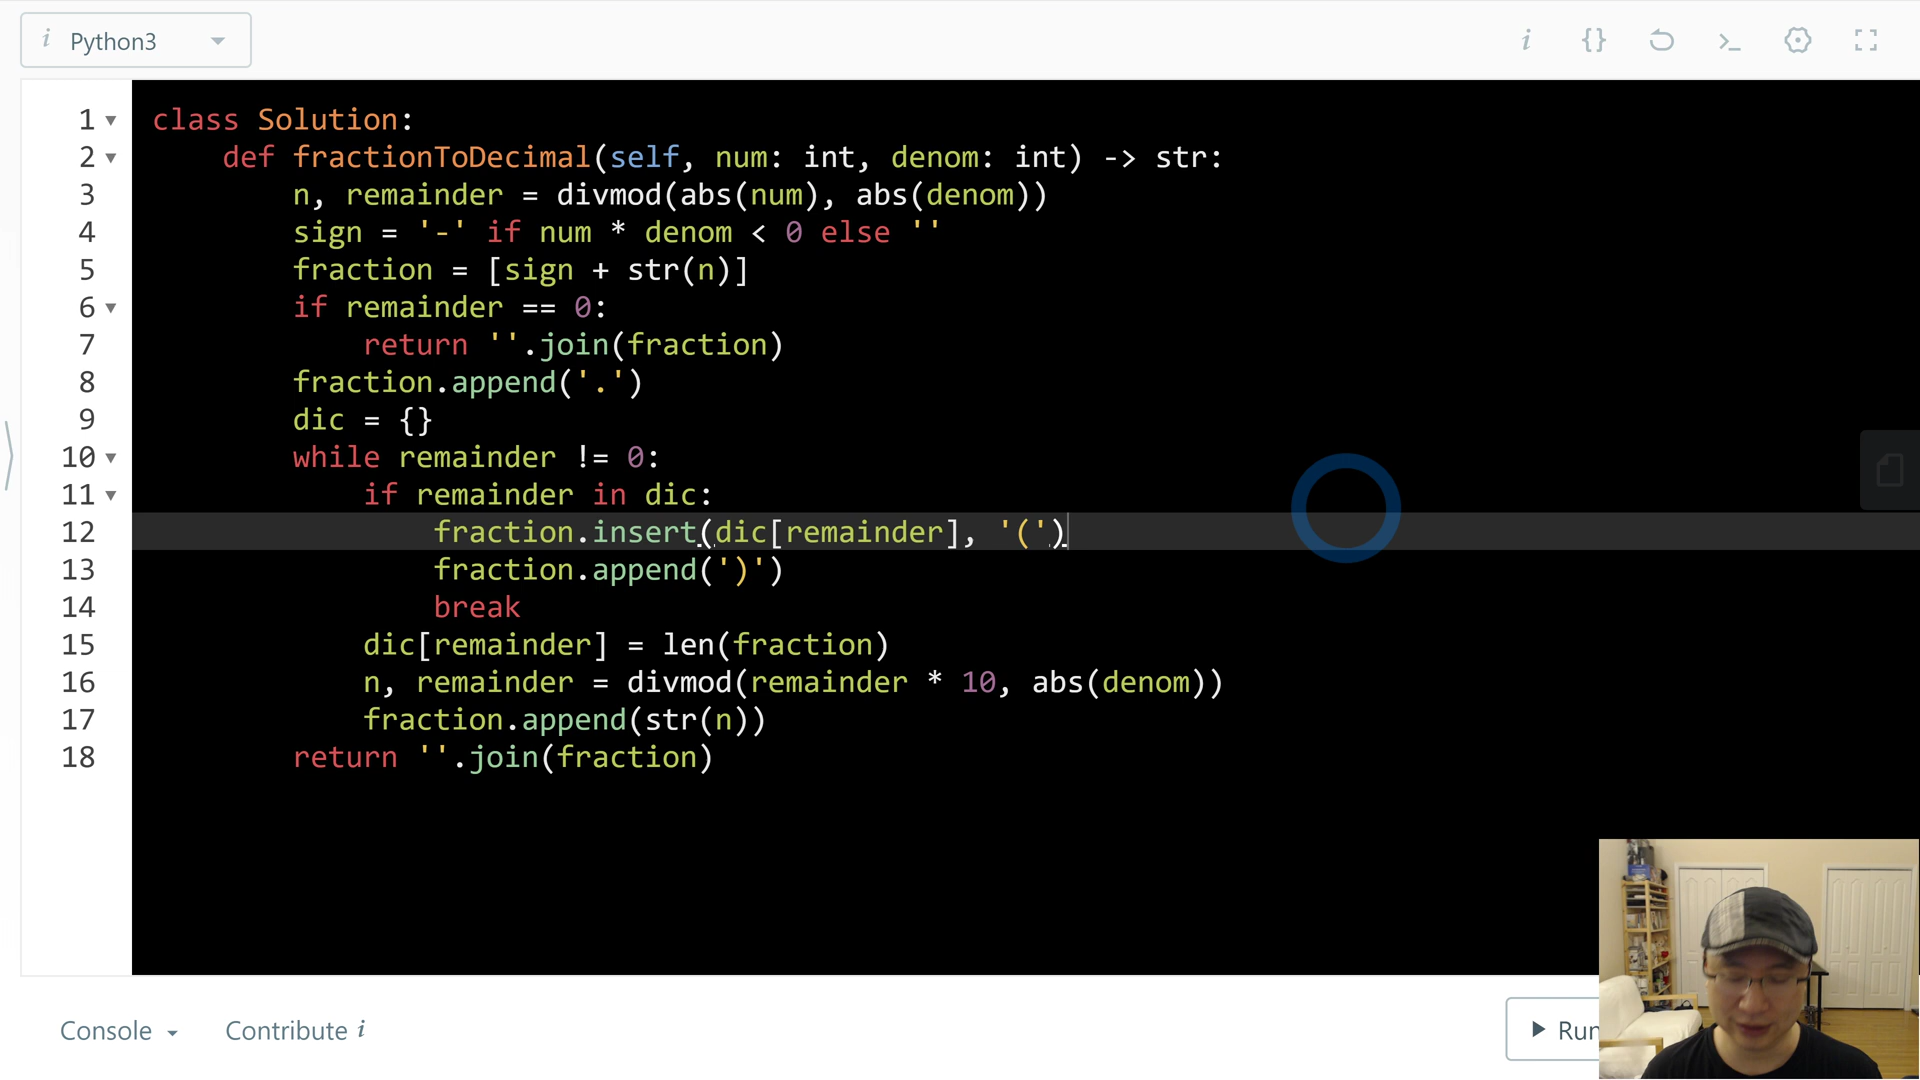 i Python3
i {} >_
1 class Solution:
2 def fractionToDecimal(self, num: int, denom: int) -> str:
3 n, remainder = divmod(abs(num), abs(denom))
4 sign = '-' if num * denom < 0 else ''
5 fraction = [sign + str(n)]
6 if remainder == 0:
7 return ''.join(fraction)
8 fraction.append('.')
9 dic = {}
10 while remainder != 0:
11 if remainder in dic:
12 fraction.insert(dic[remainder], '(')
13 fraction.append(')')
14 break
15 dic[remainder] = len(fraction)
16 n, remainder = divmod(remainder * 10, abs(denom))
17 fraction.append(str(n))
18 return ''.join(fraction)
Console Contribute i Run